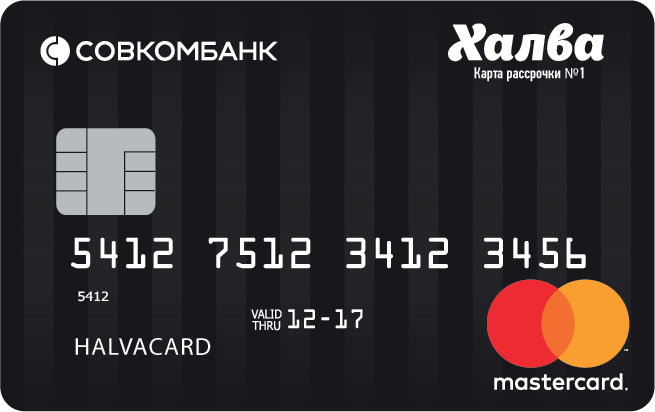 СОВКОМБАНК
Халва
Карта рассрочки №1
5412 7512 3412 3456
5412
VALID THRU 12-17
HALVACARD
mastercard.